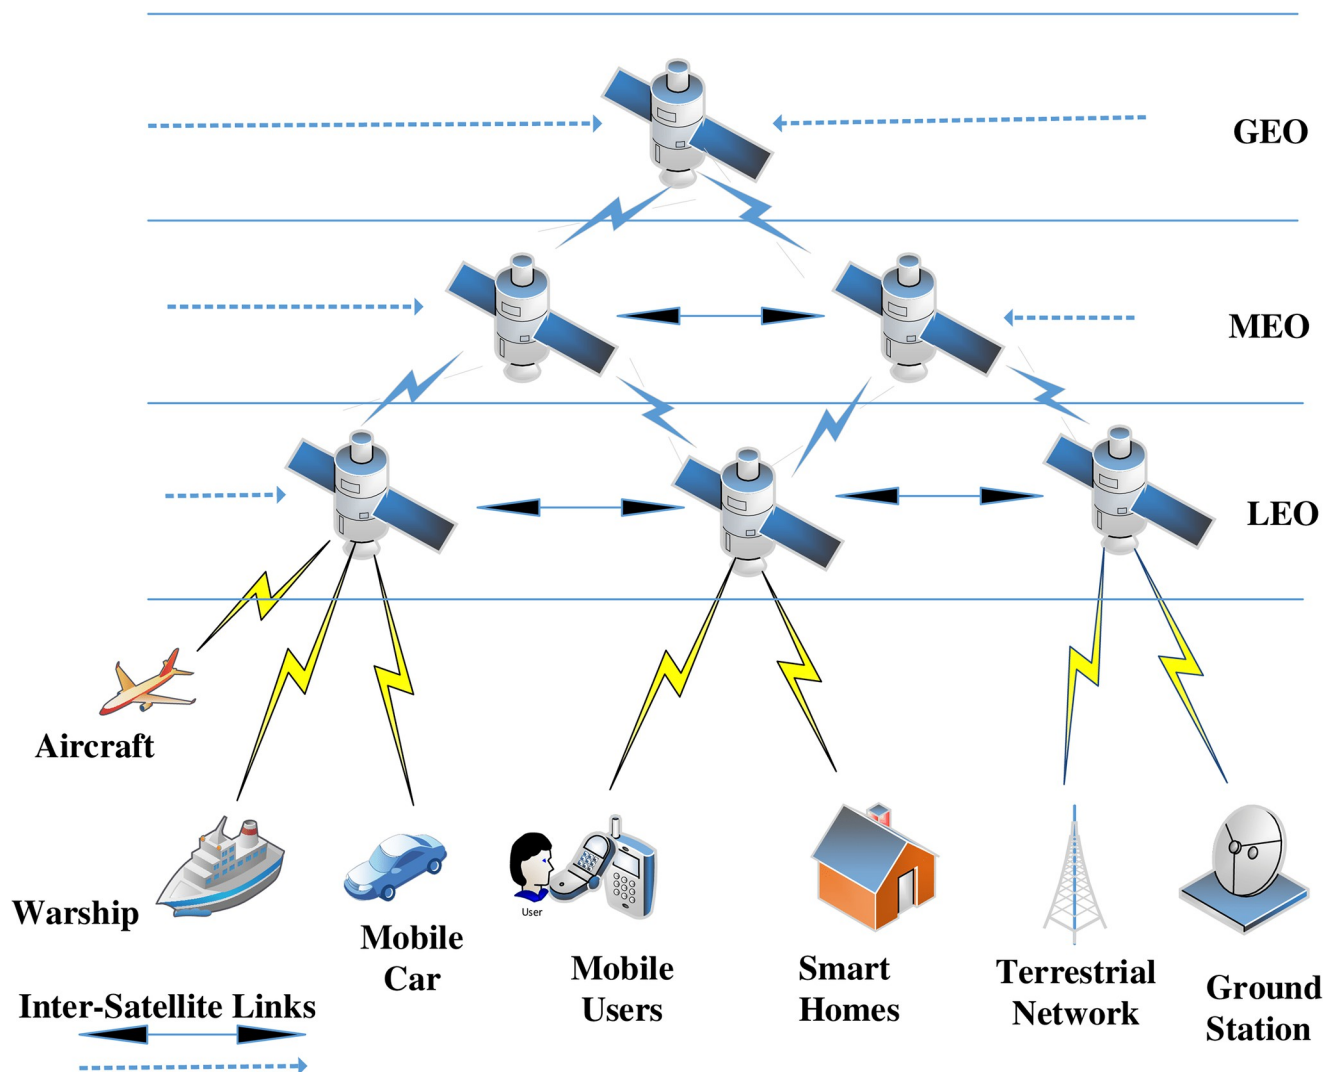 GEO
MEO
LEO
Aircraft
Warship
Mobile
Car
User
Mobile
Users
Smart
Homes
Terrestrial
Network
Ground
Station
Inter-Satellite Links